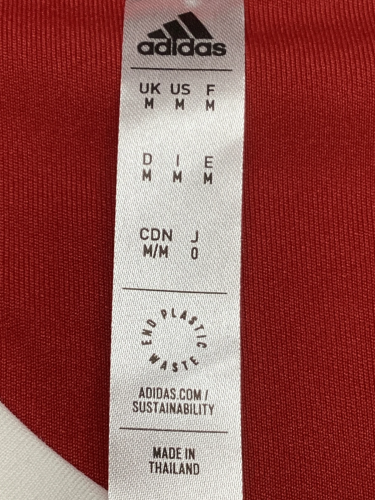 adidas
UK US F
M M M
D I E
M M M
CDN J
M/M O
END PLASTIC WASTE
ADIDAS.COM/
SUSTAINABILITY
MADE IN
THAILAND